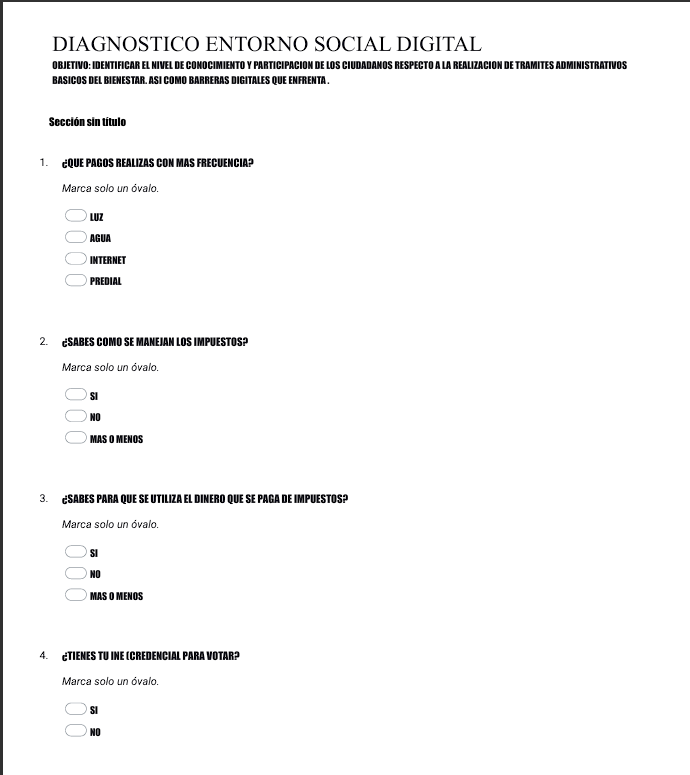 DIAGNOSTICO ENTORNO SOCIAL DIGITAL
OBJETIVO: IDENTIFICAR EL NIVEL DE CONOCIMIENTO Y PARTICIPACION DE LOS CIUDADANOS RESPECTO A LA REALIZACION DE TRAMITES ADMINISTRATIVOS
BASICOS DEL BIENESTAR. ASI COMO BARRERAS DIGITALES QUE ENFRENTA .
Sección sin título
1. ¿QUE PAGOS REALIZAS CON MAS FRECUENCIA?
Marca solo un óvalo.
LUZ
AGUA
INTERNET
PREDIAL
2. ¿SABES COMO SE MANEJAN LOS IMPUESTOS?
Marca solo un óvalo.
SI
NO
MAS O MENOS
3. ¿SABES PARA QUE SE UTILIZA EL DINERO QUE SE PAGA DE IMPUESTOS?
Marca solo un óvalo.
SI
NO
MAS O MENOS
4. ¿TIENES TU INE (CREDENCIAL PARA VOTAR?
Marca solo un óvalo.
SI
NO